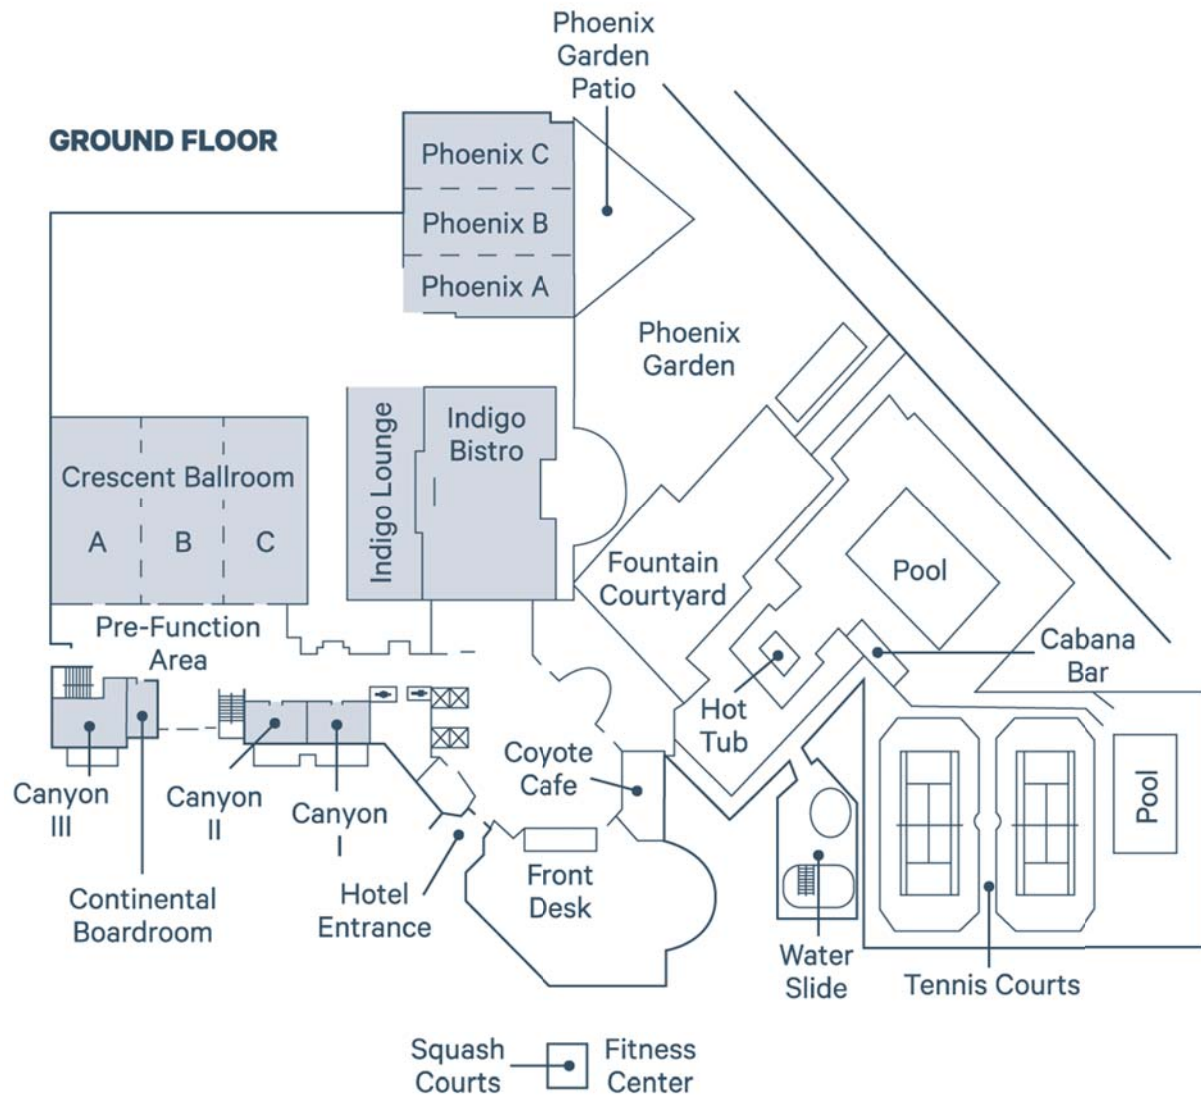 Phoenix
Garden
Patio
GROUND FLOOR
Phoenix C
Phoenix B
Phoenix A
Phoenix
Garden
Indigo Lounge
Indigo
Bistro
Crescent Ballroom
A
B
C
Fountain
Courtyard
Pool
Pre-Function
Area
Cabana
Bar
Hot
Tub
Coyote
Cafe
Canyon
III
Canyon
II
Canyon
I
Pool
Continental
Boardroom
Hotel
Entrance
Front
Desk
Water
Slide
Tennis Courts
Squash
Courts
Fitness
Center